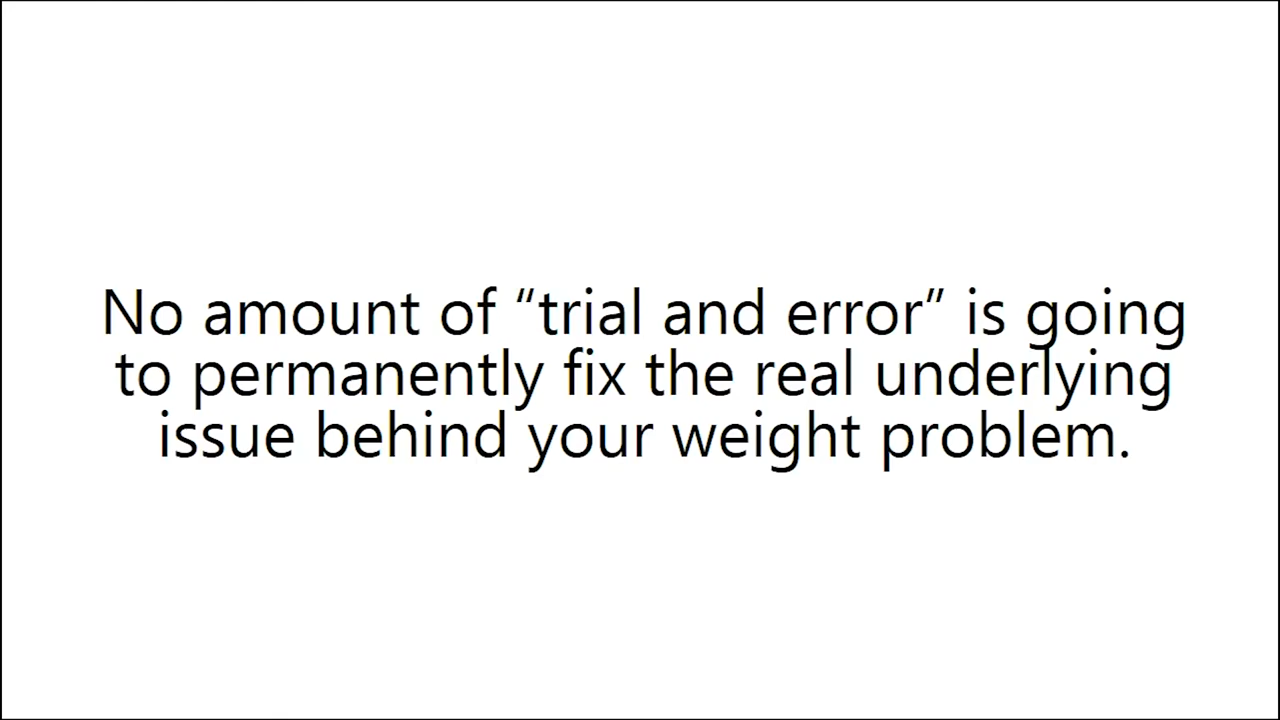 No amount of “trial and error” is going
to permanently fix the real underlying
issue behind your weight problem.